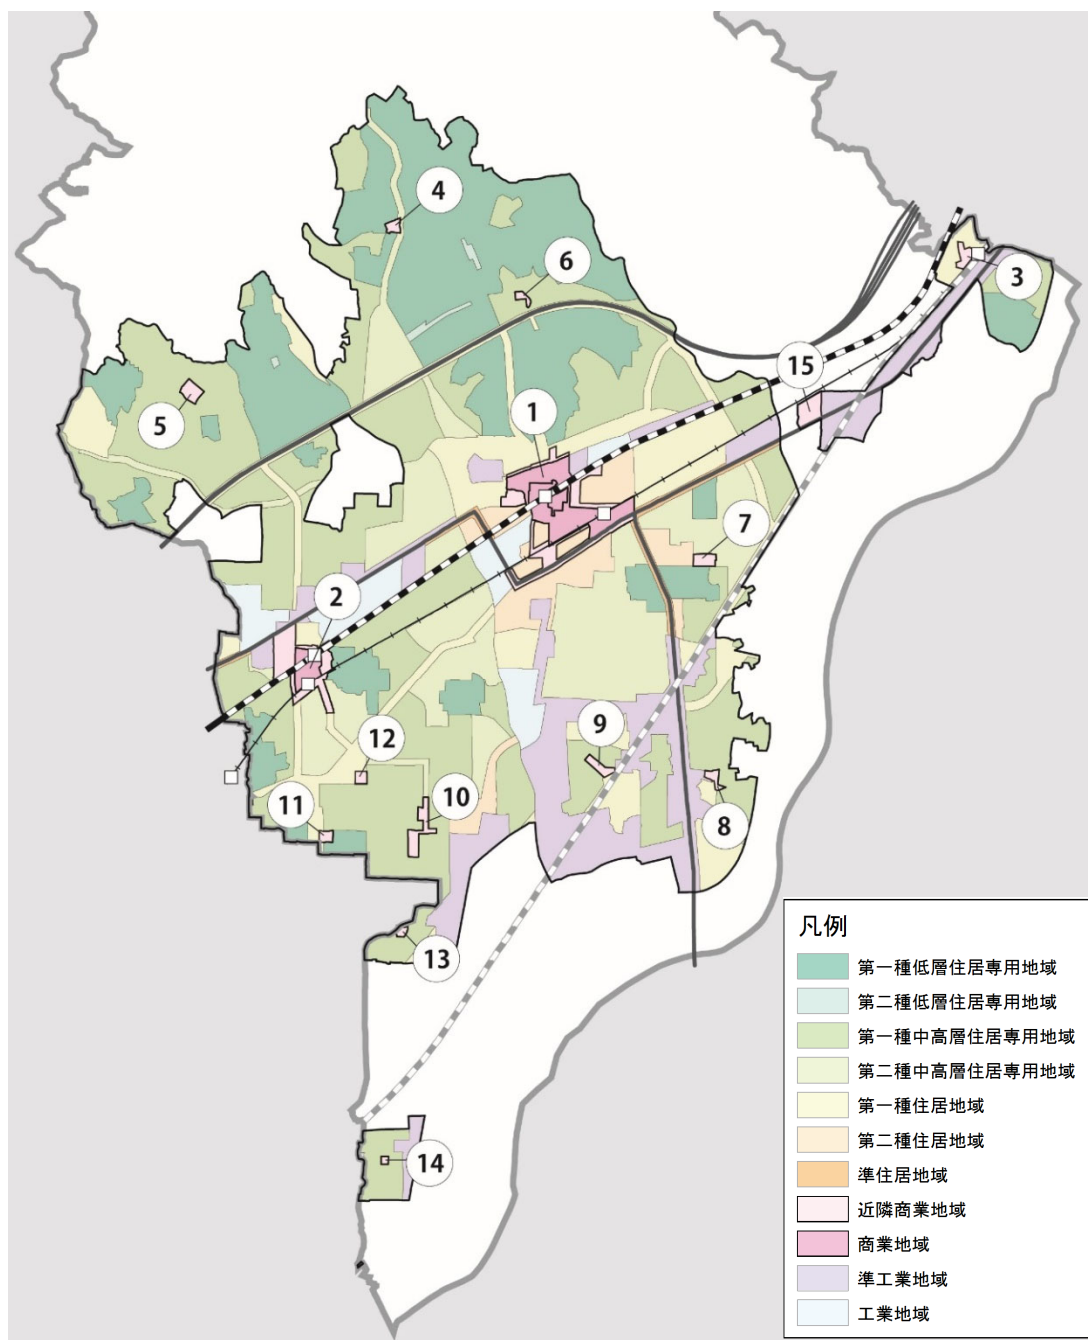 4
6
3
15
5
1
7
2
9
12
10
11
8
13
14
凡例
第一種低層住居専用地域
第二種低層住居専用地域
第一種中高層住居専用地域
第二種中高層住居専用地域
第一種住居地域
第二種住居地域
準住居地域
近隣商業地域
商業地域
準工業地域
工業地域